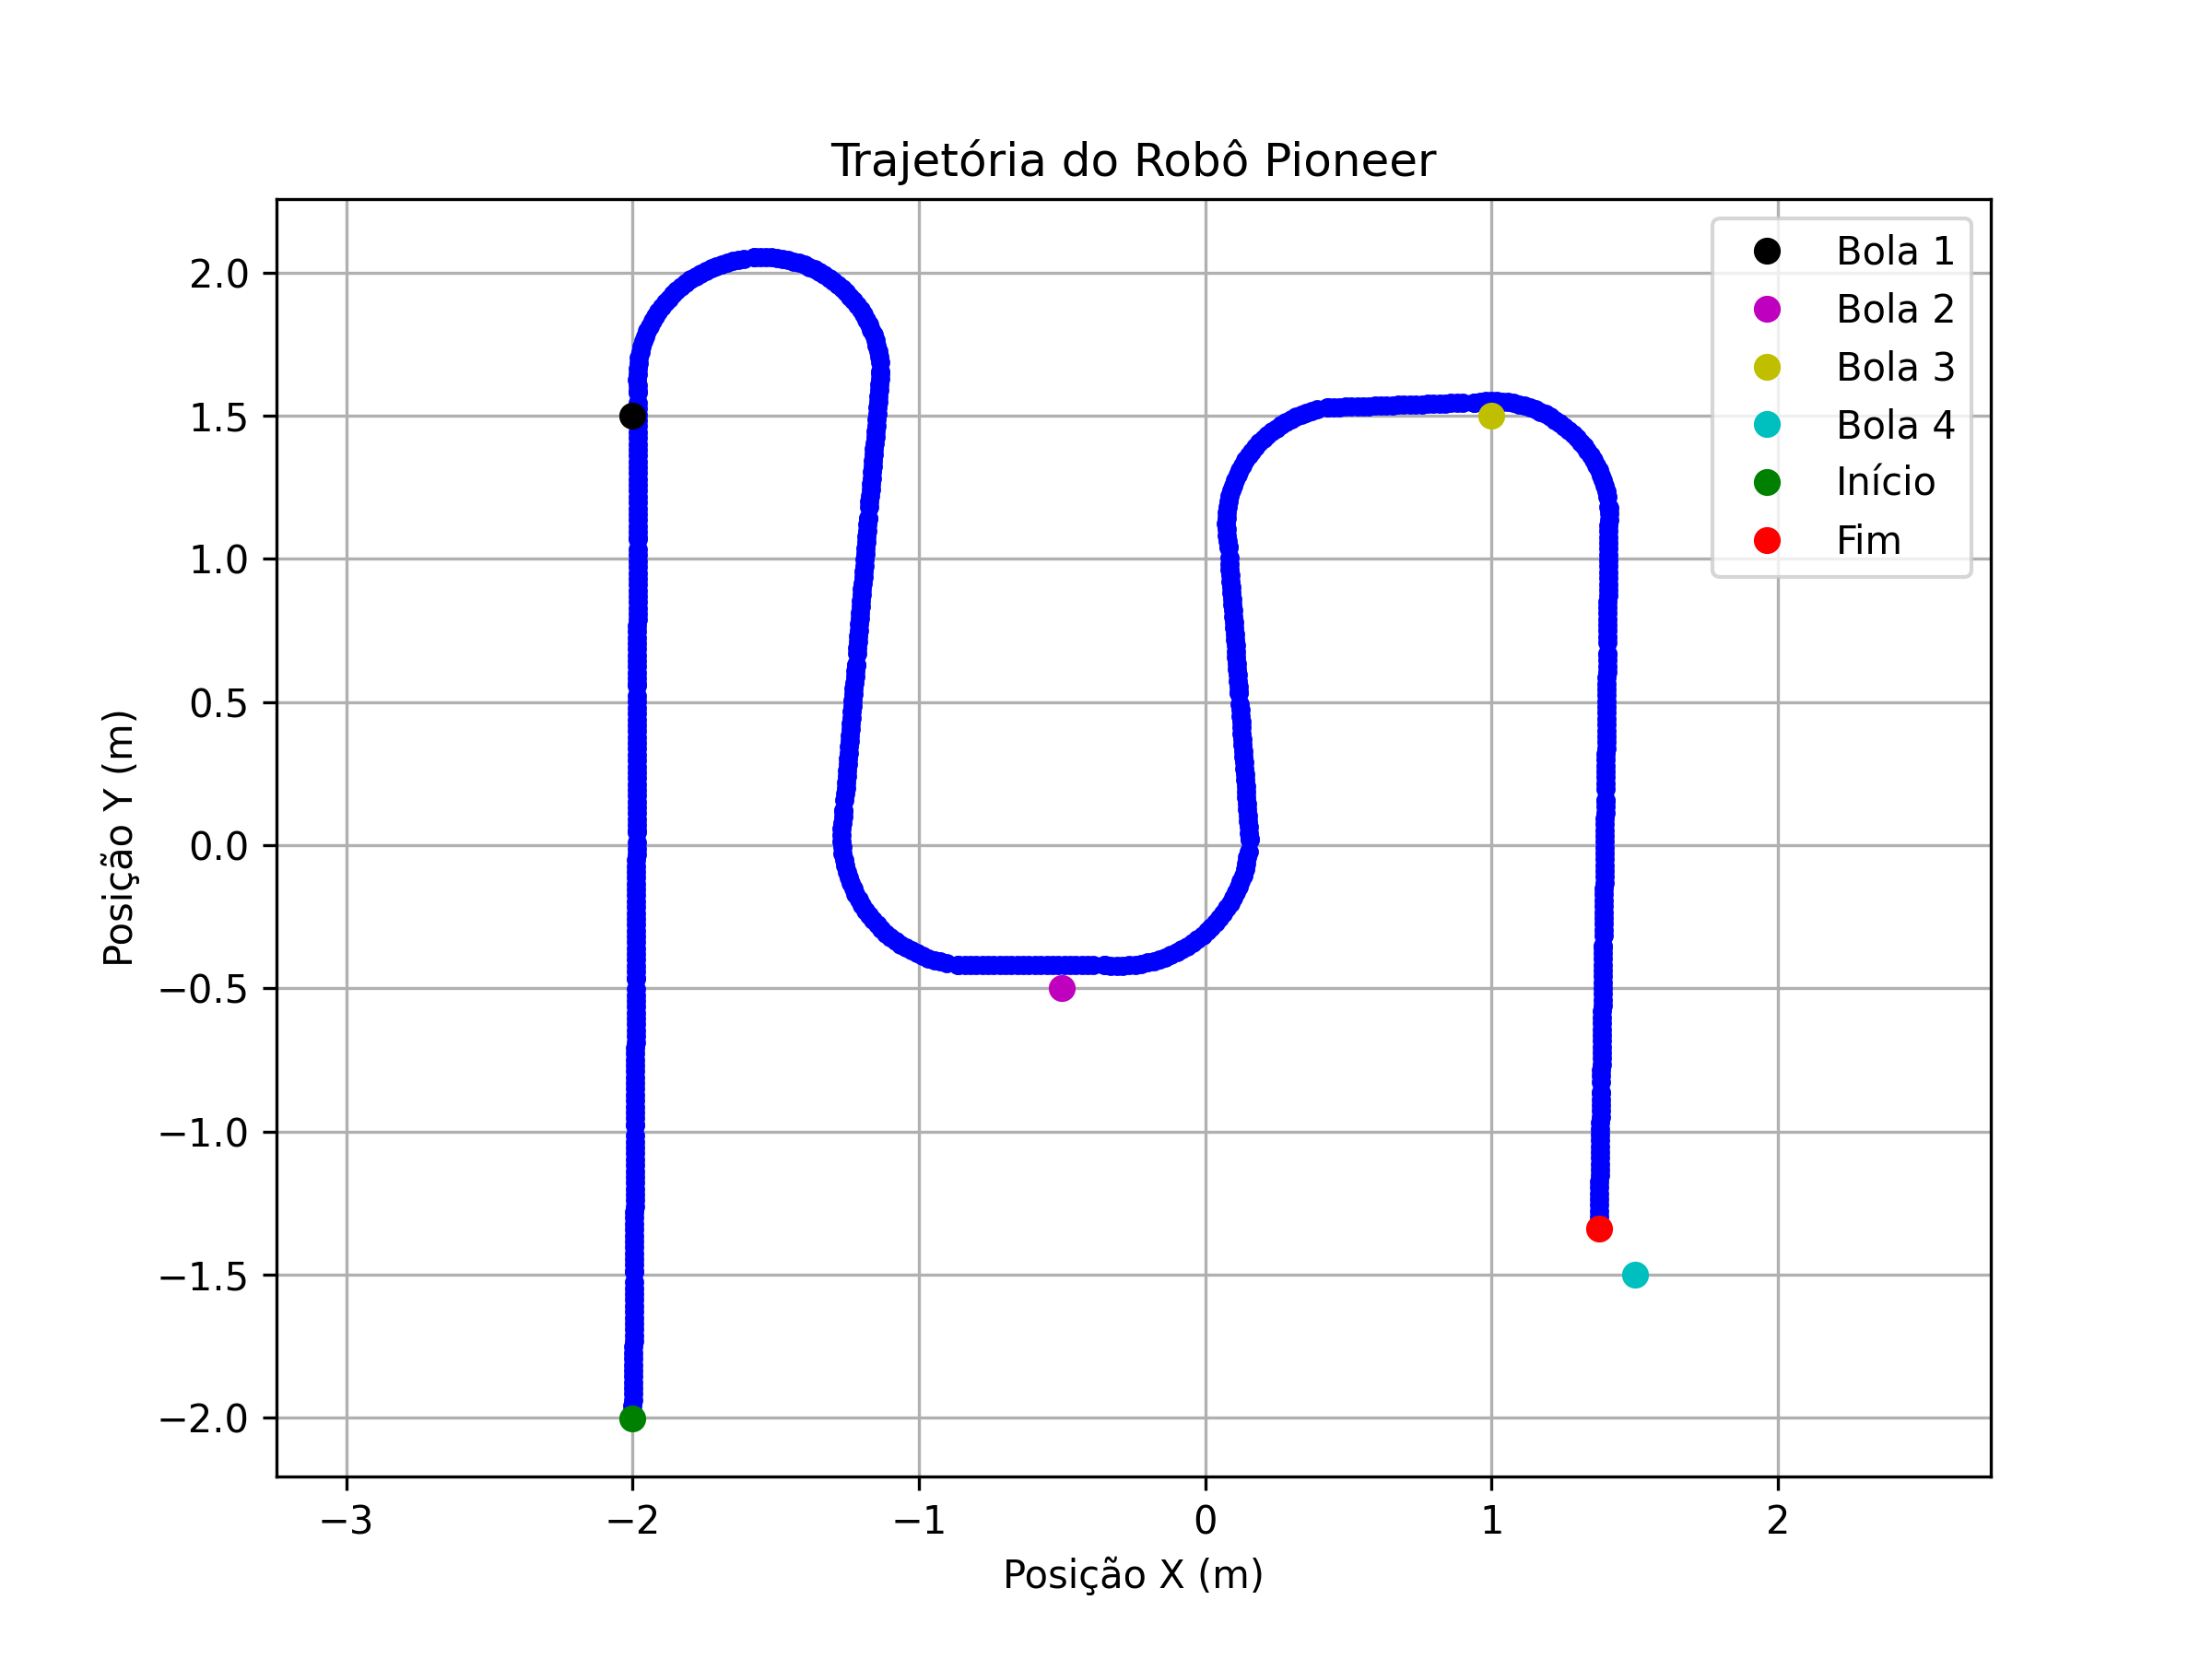 Trajetória do Robô Pioneer
Bola 1
Bola 2
Bola 3
Bola 4
Início
Fim
2.0
1.5
1.0
0.5
0.0
−0.5
−1.0
−1.5
−2.0
Posição Y (m)
−3
−2
−1
0
1
2
Posição X (m)